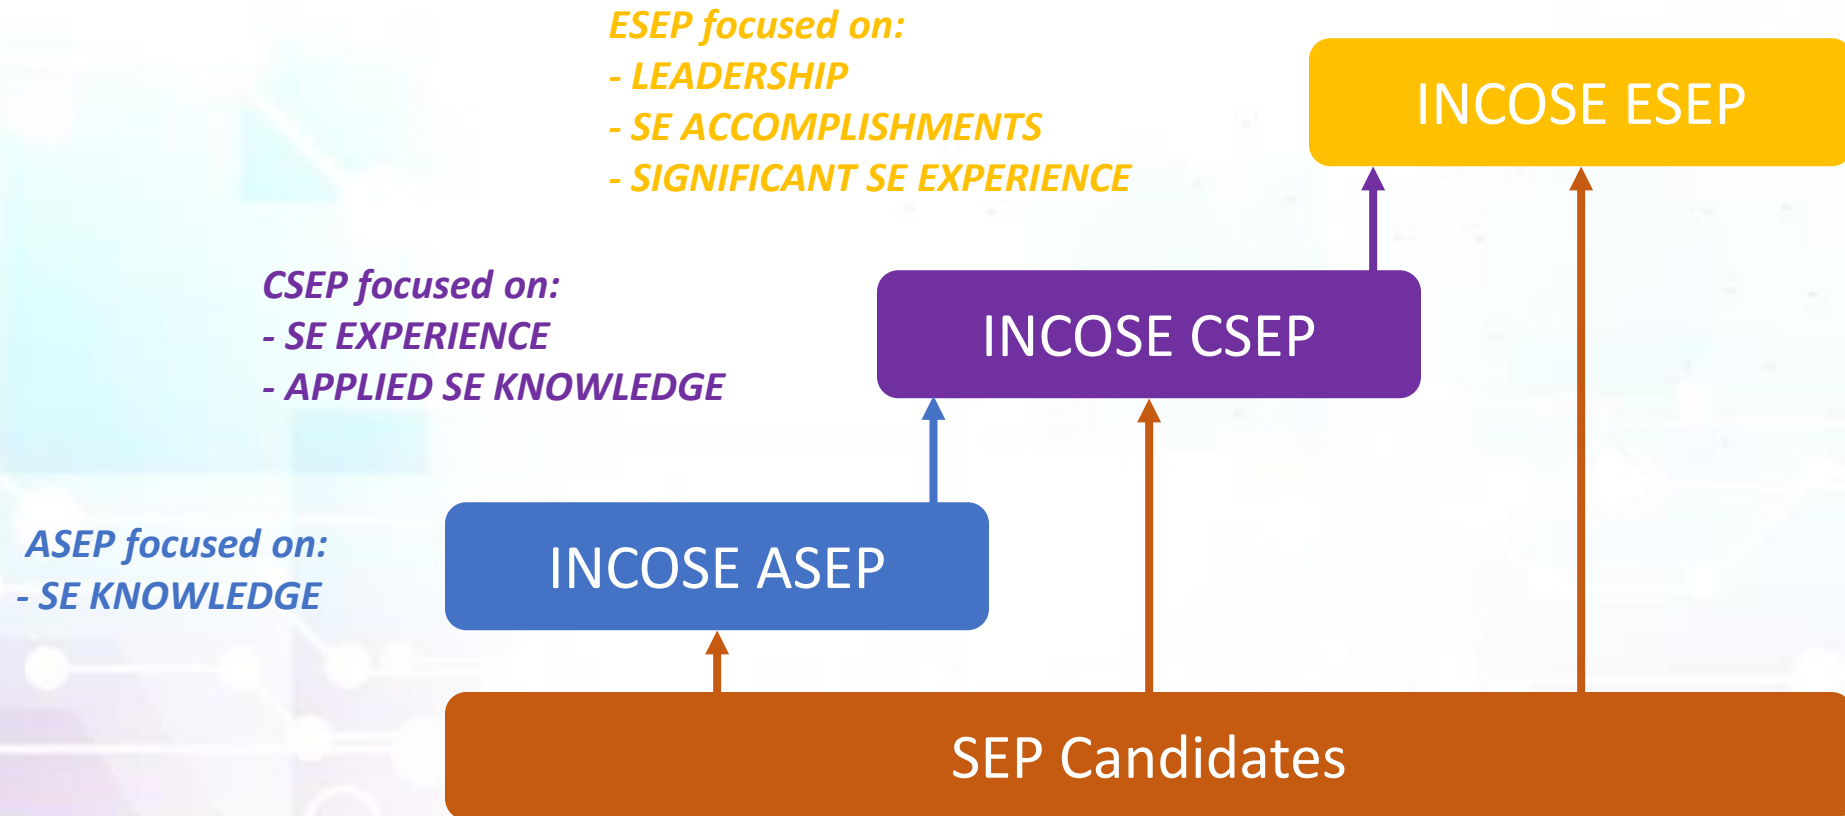 ESEP focused on:
- LEADERSHIP
- SE ACCOMPLISHMENTS
- SIGNIFICANT SE EXPERIENCE
INCOSE ESEP
CSEP focused on:
- SE EXPERIENCE
- APPLIED SE KNOWLEDGE
INCOSE CSEP
ASEP focused on:
- SE KNOWLEDGE
INCOSE ASEP
SEP Candidates